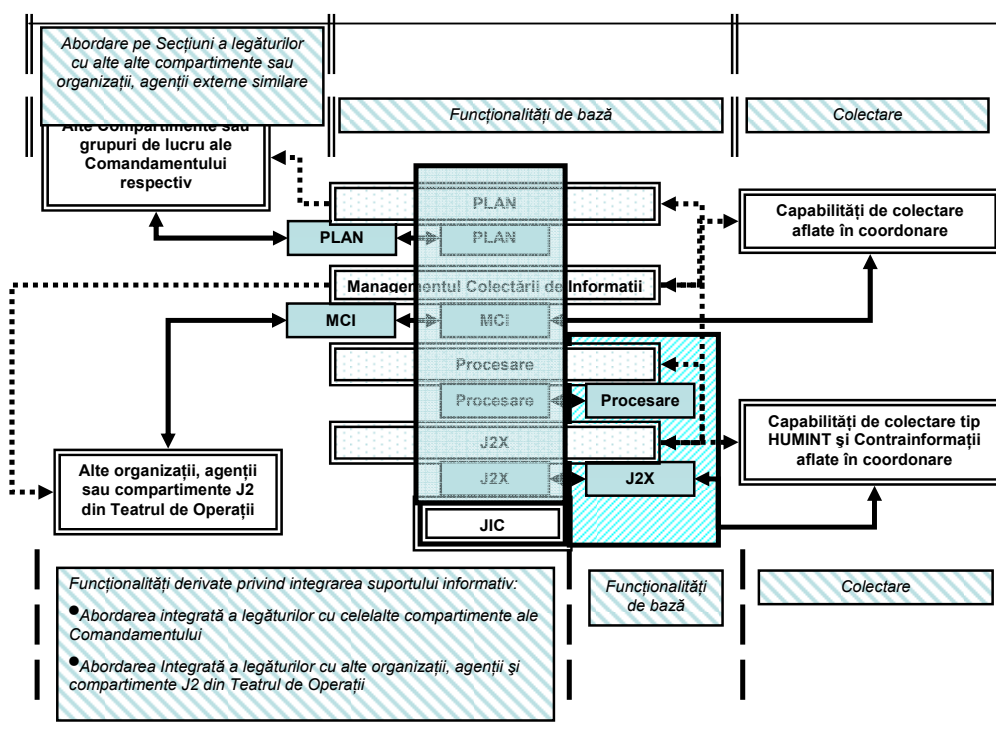 Abordare pe Secțiuni a legăturilor
cu alte alte compartimente sau
organizații, agenții externe similare
Funcționalități de bază
Colectare
Alte Compartimente sau
grupuri de lucru ale
Comandamentului
respectiv
PLAN
PLAN
PLAN
Capabilități de colectare
aflate în coordonare
Managementul Colectării de Informatii
MCI
MCI
Procesare
Procesare
Procesare
J2X
Capabilități de colectare tip
HUMINT şi Contrainformații
aflate în coordonare
Alte organizații, agenții
sau compartimente J2
din Teatrul de Operații
J2X
J2X
JIC
Funcționalități derivate privind integrarea suportului informativ:
•Abordarea integrată a legăturilor cu celelalte compartimente ale
Comandamentului
•Abordarea Integrată a legăturilor cu alte organizații, agenții şi
compartimente J2 din Teatrul de Operații
Funcționalități
de bază
Colectare